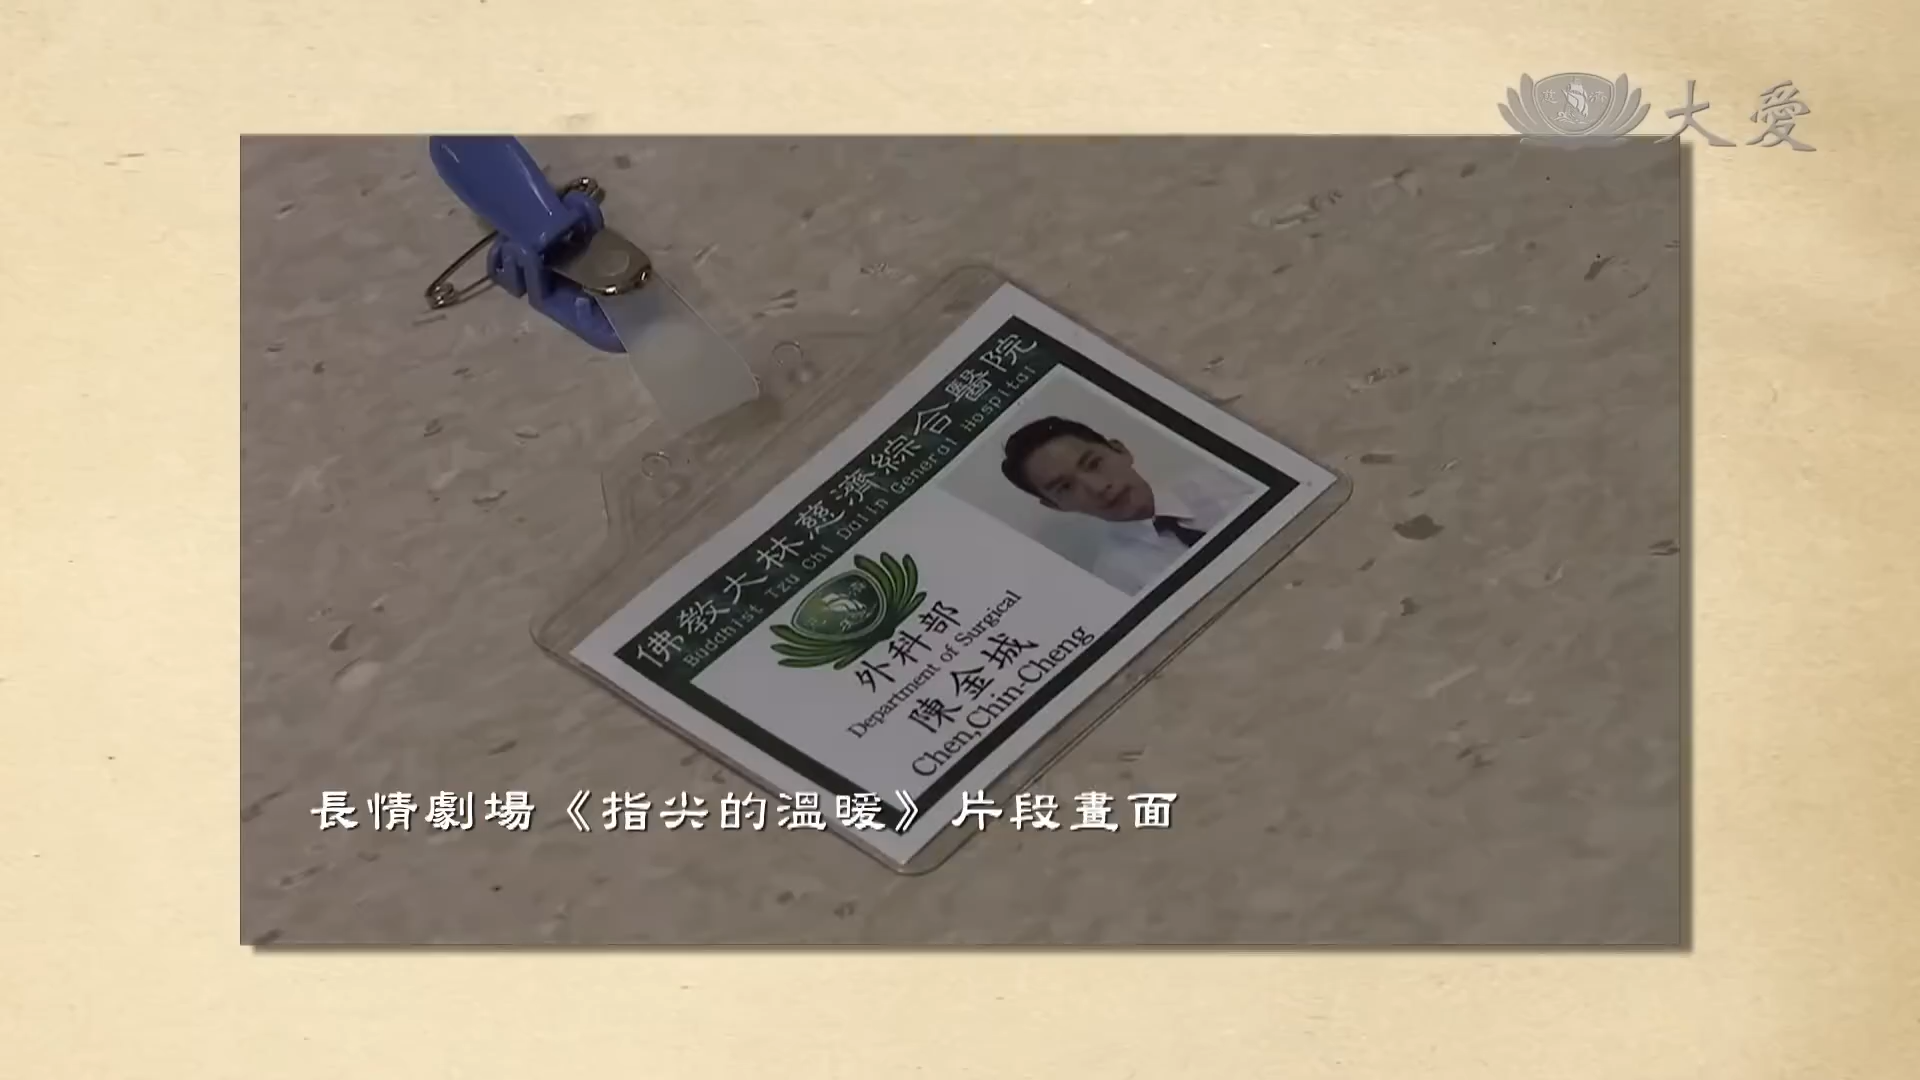 大愛
佛教大林慈濟綜合醫院
Buddhist Tzu Chi Dalin General Hospital
外科部
Department of Surgical
陳金城
Chen,Chin-Cheng
長情劇場《指尖的溫暖》片段畫面